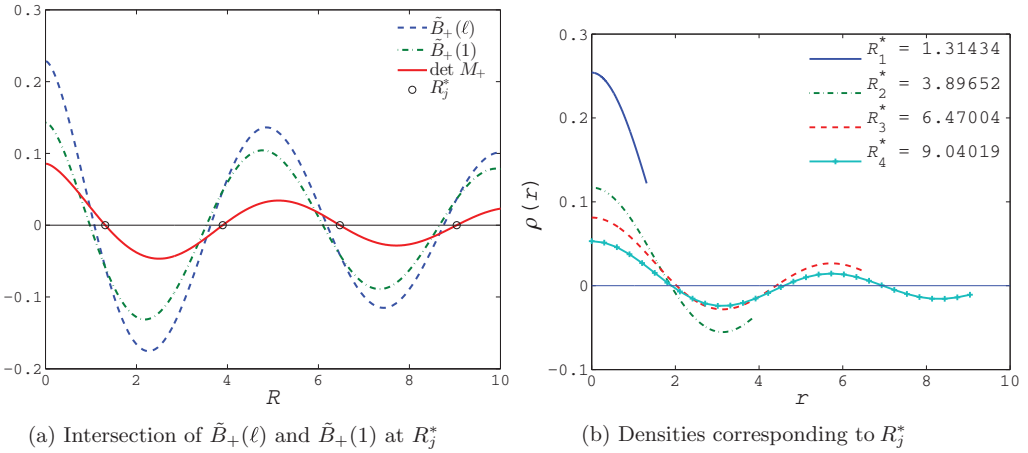 0.3
0.2
0.1
0
-0.1
-0.2
0 2 4 6 8 10
R
B̃₊(ℓ)
B̃₊(1)
det M₊
R*ⱼ
(a) Intersection of B̃₊(ℓ) and B̃₊(1) at R*ⱼ
0.3
0.2
0.1
0
-0.1
ρ(r)
0 2 4 6 8 10
r
R*₁ = 1.31434
R*₂ = 3.89652
R*₃ = 6.47004
R*₄ = 9.04019
(b) Densities corresponding to R*ⱼ